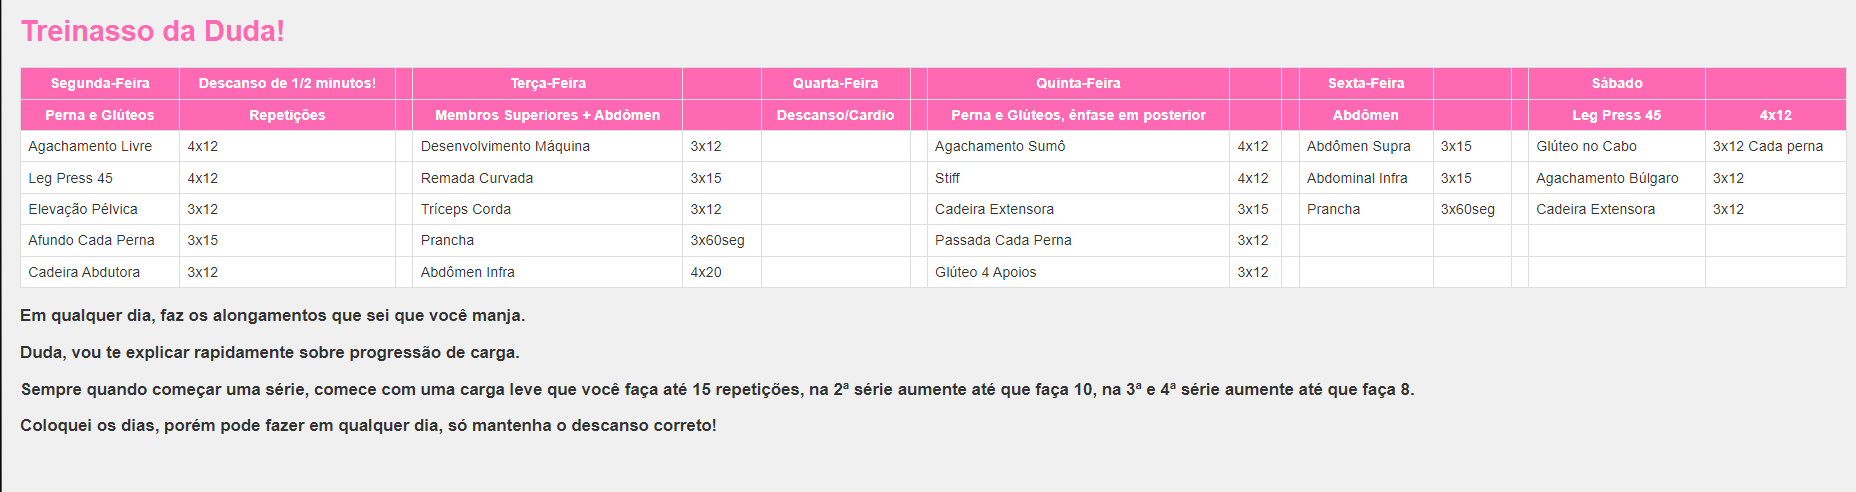 Treinasso da Duda!
Segunda-Feira Descanso de 1/2 minutos! Terça-Feira Quarta-Feira Quinta-Feira Sexta-Feira Sábado
Perna e Glúteos Repetições Membros Superiores + Abdômen Descanso/Cardio Perna e Glúteos, ênfase em posterior Abdômen Leg Press 45 4x12
Agachamento Livre 4x12 Desenvolvimento Máquina 3x12 Agachamento Sumô 4x12 Abdômen Supra 3x15 Glúteo no Cabo 3x12 Cada perna
Leg Press 45 4x12 Remada Curvada 3x15 Stiff 4x12 Abdominal Infra 3x15 Agachamento Búlgaro 3x12
Elevação Pélvica 3x12 Tríceps Corda 3x12 Cadeira Extensora 3x15 Prancha 3x60seg Cadeira Extensora 3x12
Afundo Cada Perna 3x15 Prancha 3x60seg Passada Cada Perna 3x12
Cadeira Abdutora 3x12 Abdômen Infra 4x20 Glúteo 4 Apoios 3x12
Em qualquer dia, faz os alongamentos que sei que você manja.
Duda, vou te explicar rapidamente sobre progressão de carga.
Sempre quando começar uma série, comece com uma carga leve que você faça até 15 repetições, na 2ª série aumente até que faça 10, na 3ª e 4ª série aumente até que faça 8.
Coloquei os dias, porém pode fazer em qualquer dia, só mantenha o descanso correto!